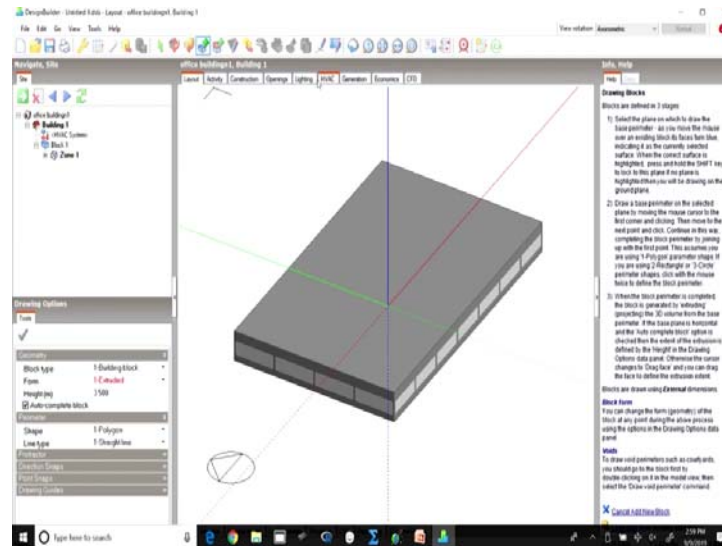 DesignBuilder - Untitled 5.dsb - Layout - office buildings1, Building 1
File Edit Go View Tools Help
View rotation Axonometric
Navigate, Site
office buildings1, Building 1
Info, Help
Site
Layout Activity Construction Openings Lighting HVAC Generation Economics CFD
Help
office buildings1
Building 1
HVAC System
Block 1
Zone 1
Drawing Options
Tools
Geometry
Block type 1-Building block
Form 1-Extruded
Height (m) 3.500
Auto-complete block
Perimeter
Shape 1-Polygon
Line type 1-Straight line
Protractor
Direction Snaps
Point Snaps
Drawing Guides
Drawing Blocks
Blocks are defined in 3 stages:
1) Select the plane on which to draw the
base perimeter - as you move the mouse
over an existing block its faces turn blue,
indicating it as the currently selected
surface. When the correct surface is
highlighted, press and hold the SHIFT key
to lock to this plane. If no plane is
highlighted then you will be drawing on the
ground plane.
2) Draw a base perimeter on the selected
plane by moving the mouse cursor to the
first corner and clicking. Then move to the
next point and click. Continue in this way,
completing the block perimeter by joining
up with the first point. This assumes you
are using 1-Polygon parameter shape. If
you are using 2-Rectangle or 3-Circle
perimeter shapes, click with the mouse
twice to define the block perimeter.
3) When the block perimeter is completed,
the block is generated by 'extruding'
(projecting) the 3D volume from the base
perimeter. If the base plane is horizontal
and the 'Auto complete block' option is
checked then the extent of the extrusion is
defined by the 'Height' in the Drawing
Options data panel. Otherwise the cursor
changes to 'Drag face' and you can drag
the face to define the extrusion extent.
Blocks are drawn using External dimensions.
Block form
You can change the form (geometry) of the
block at any point during the above process
using the options in the Drawing Options data
panel.
Voids
To draw void perimeters such as courtyards,
you should go to the block first by
double-clicking on it in the model view, then
select the 'Draw void perimeter' command.
Cancel Add New Block
Type here to search
2:59 PM